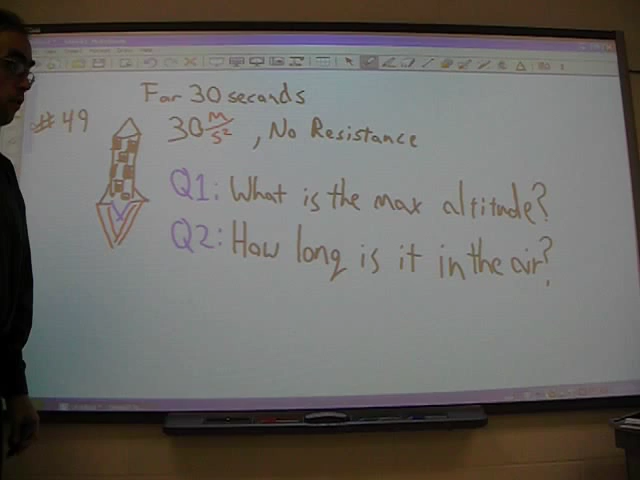 For 30 seconds
#49
30 m/s² , No Resistance
Q1: What is the max altitude?
Q2: How long is it in the air?